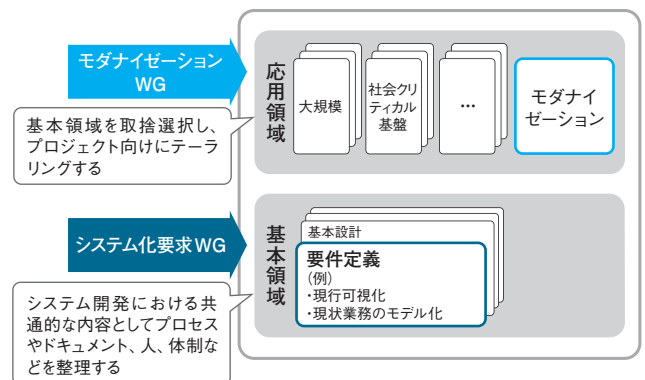 モダナイゼーション
WG
基本領域を取捨選択し、
プロジェクト向けにテーラ
リングする
応用領域
大規模
社会クリ
ティカル
基盤
…
モダナイ
ゼーション
システム化要求WG
システム開発における共
通的な内容としてプロセス
やドキュメント、人、体制な
どを整理する
基本領域
基本設計
要件定義
(例)
・現行可視化
・現状業務のモデル化